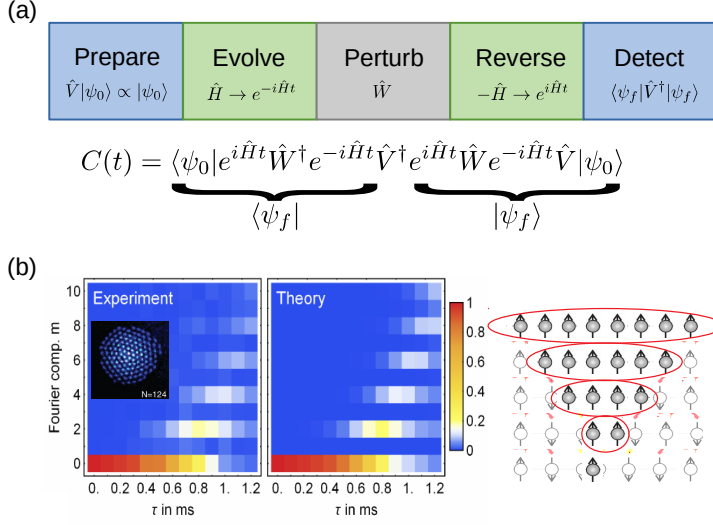 (a)
Prepare Evolve Perturb Reverse Detect
V̂|ψ₀⟩ ∝ |ψ₀⟩ Ĥ → e^{-iĤt} Ŵ -Ĥ → e^{iĤt} ⟨ψ_f|V̂†|ψ_f⟩
C(t) = ⟨ψ₀|e^{iĤt}Ŵ†e^{-iĤt}V̂†e^{iĤt}Ŵe^{-iĤt}V̂|ψ₀⟩
⟨ψ_f| |ψ_f⟩
(b)
Experiment Theory
N=124
Fourier comp. m
10
8
6
4
2
0
1
0.8
0.6
0.4
0.2
0
0. 0.2 0.4 0.6 0.8 1. 1.2 0. 0.2 0.4 0.6 0.8 1. 1.2
τ in ms τ in ms